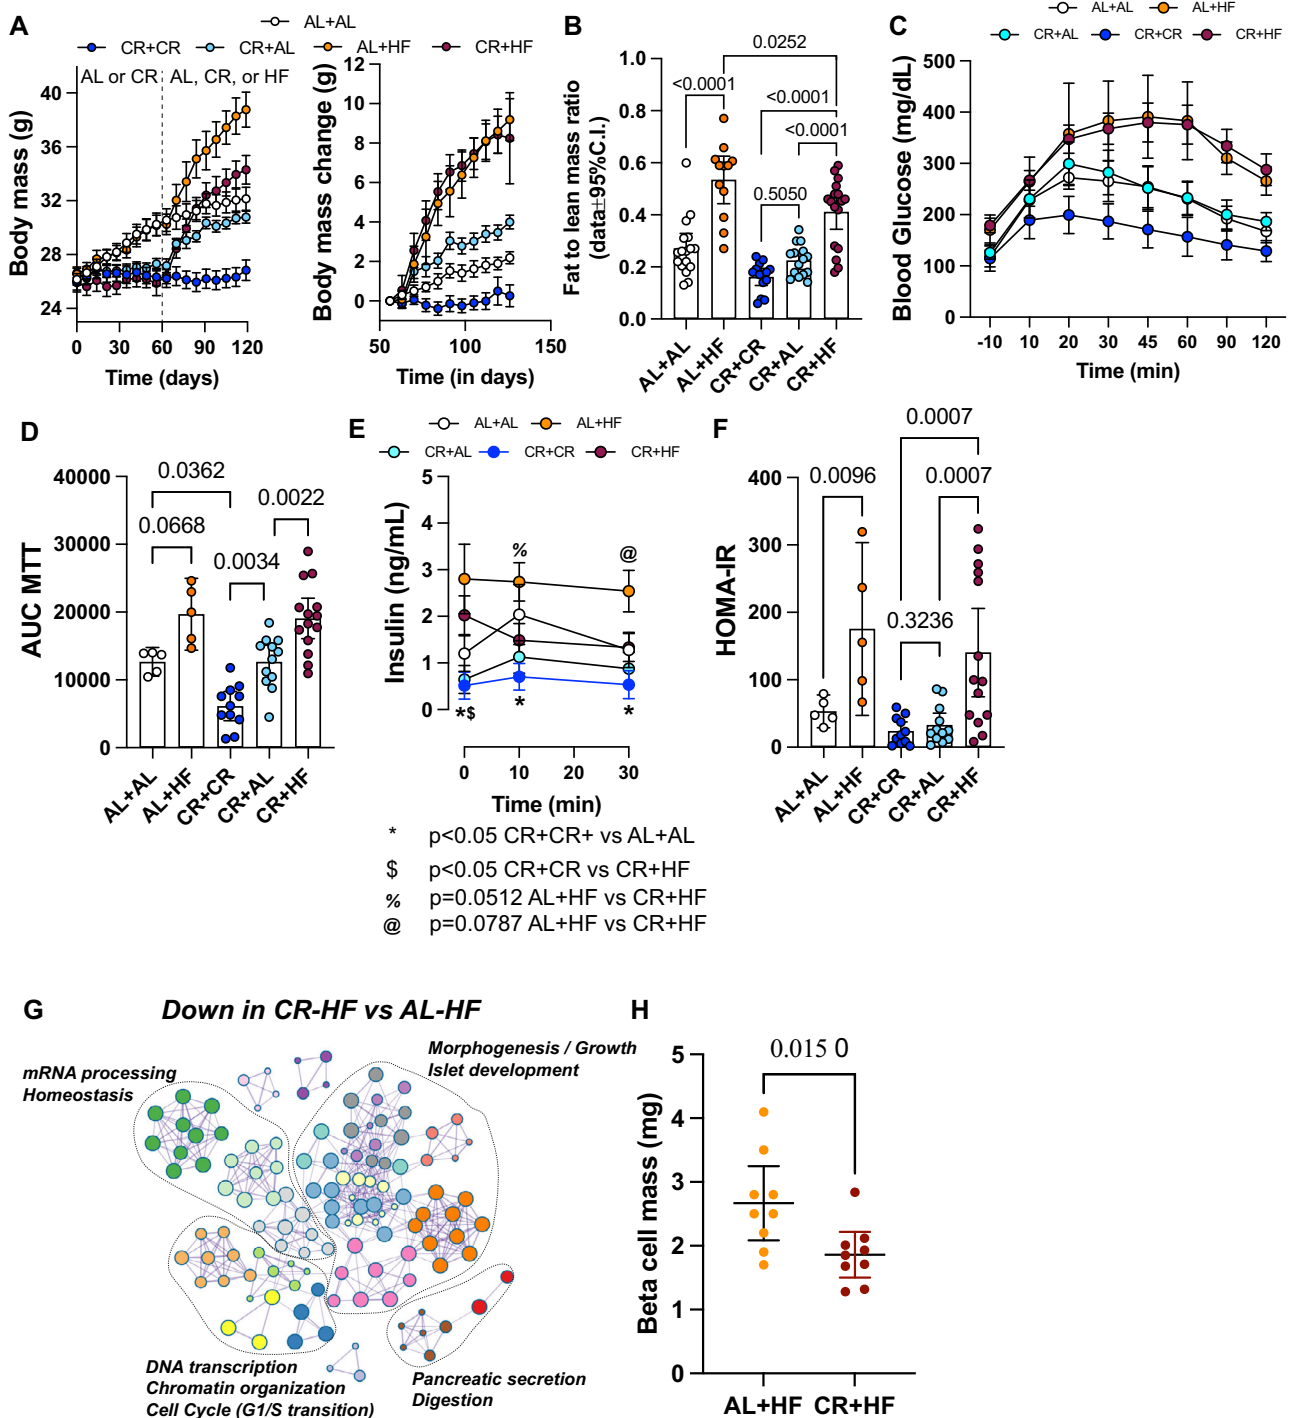 A
AL+AL
CR+CR
CR+AL
AL+HF
CR+HF
AL or CR
AL, CR, or HF
Body mass (g)
40
36
32
28
24
0
30
60
90
120
Time (days)
Body mass change (g)
12
10
8
6
4
2
0
50
100
150
Time (in days)
B
Fat to lean mass ratio
(data±95%C.I.)
1.0
0.8
0.6
0.4
0.2
0.0
0.0252
<0.0001
<0.0001
<0.0001
0.5050
AL+AL
AL+HF
CR+CR
CR+AL
CR+HF
C
AL+AL
AL+HF
CR+AL
CR+CR
CR+HF
Blood Glucose (mg/dL)
500
400
300
200
100
0
-10
10
20
30
45
60
90
120
Time (min)
D
AUC MTT
40000
30000
20000
10000
0
0.0362
0.0022
0.0668
0.0034
AL+AL
AL+HF
CR+CR
CR+AL
CR+HF
E
AL+AL
AL+HF
CR+AL
CR+CR
CR+HF
Insulin (ng/mL)
5
4
3
2
1
0
%
@
*$
*
*
0
10
20
30
Time (min)
* p<0.05 CR+CR+ vs AL+AL
$ p<0.05 CR+CR vs CR+HF
% p=0.0512 AL+HF vs CR+HF
@ p=0.0787 AL+HF vs CR+HF
F
HOMA-IR
400
300
200
100
0
0.0007
0.0096
0.0007
0.3236
AL+AL
AL+HF
CR+CR
CR+AL
CR+HF
G
Down in CR-HF vs AL-HF
mRNA processing
Homeostasis
Morphogenesis / Growth
Islet development
DNA transcription
Chromatin organization
Cell Cycle (G1/S transition)
Pancreatic secretion
Digestion
H
Beta cell mass (mg)
5
4
3
2
1
0
0.015 0
AL+HF
CR+HF